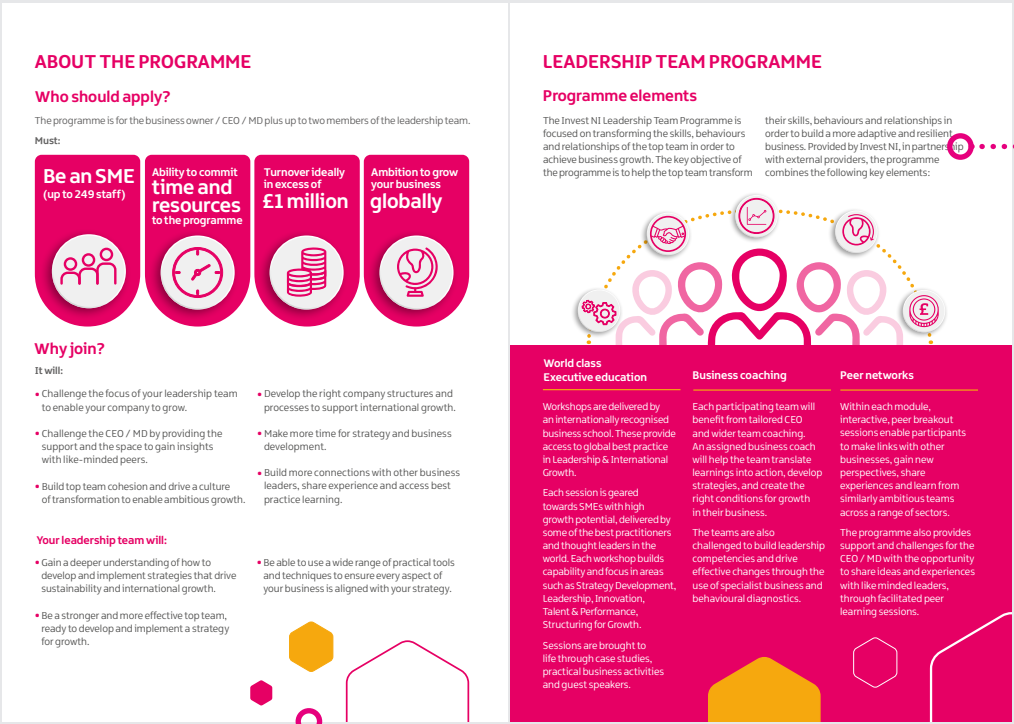 ABOUT THE PROGRAMME
Who should apply?
The programme is for the business owner / CEO / MD plus up to two members of the leadership team.
Must:
Be an SME
(up to 249 staff)
Ability to commit
time and
resources
to the programme
Turnover ideally
in excess of
£1 million
Ambition to grow
your business
globally
Why join?
It will:
▪ Challenge the focus of your leadership team
to enable your company to grow.
▪ Challenge the CEO / MD by providing the
support and the space to gain insights
with like-minded peers.
▪ Build top team cohesion and drive a culture
of transformation to enable ambitious growth.
▪ Develop the right company structures and
processes to support international growth.
▪ Make more time for strategy and business
development.
▪ Build more connections with other business
leaders, share experience and access best
practice learning.
Your leadership team will:
▪ Gain a deeper understanding of how to
develop and implement strategies that drive
sustainability and international growth.
▪ Be a stronger and more effective top team,
ready to develop and implement a strategy
for growth.
▪ Be able to use a wide range of practical tools
and techniques to ensure every aspect of
your business is aligned with your strategy.
LEADERSHIP TEAM PROGRAMME
Programme elements
The Invest NI Leadership Team Programme is
focused on transforming the skills, behaviours
and relationships of the top team in order to
achieve business growth. The key objective of
the programme is to help the top team transform
their skills, behaviours and relationships in
order to build a more adaptive and resilient
business. Provided by Invest NI, in partnership
with external providers, the programme
combines the following key elements:
£
World class
Executive education
Workshops are delivered by
an internationally recognised
business school. These provide
access to global best practice
in Leadership & International
Growth.
Each session is geared
towards SMEs with high
growth potential, delivered by
some of the best practitioners
and thought leaders in the
world. Each workshop builds
capability and focus in areas
such as Strategy Development,
Leadership, Innovation,
Talent & Performance,
Structuring for Growth.
Sessions are brought to
life through case studies,
practical business activities
and guest speakers.
Business coaching
Each participating team will
benefit from tailored CEO
and wider team coaching.
An assigned business coach
will help the team translate
learnings into action, develop
strategies, and create the
right conditions for growth
in their business.
The teams are also
challenged to build leadership
competencies and drive
effective changes through the
use of specialist business and
behavioural diagnostics.
Peer networks
Within each module,
interactive, peer breakout
sessions enable participants
to make links with other
businesses, gain new
perspectives, share
experiences and learn from
similarly ambitious teams
across a range of sectors.
The programme also provides
support and challenges for the
CEO / MD with the opportunity
to share ideas and experiences
with like minded leaders,
through facilitated peer
learning sessions.